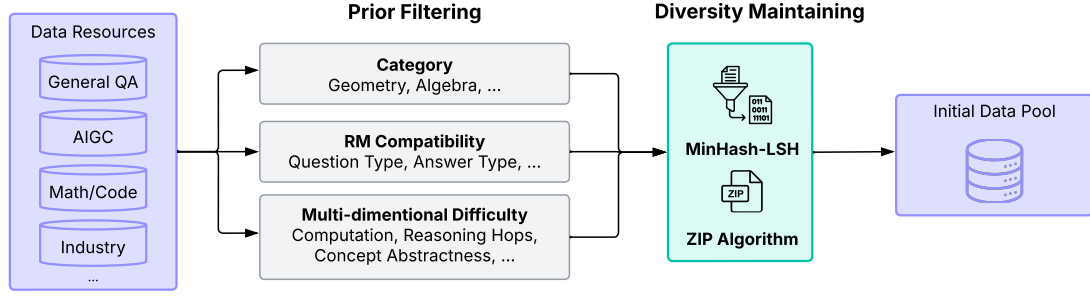 Prior Filtering
Diversity Maintaining
Data Resources
General QA
AIGC
Math/Code
Industry
...
Category
Geometry, Algebra, ...
RM Compatibility
Question Type, Answer Type, ...
Multi-dimentional Difficulty
Computation, Reasoning Hops,
Concept Abstractness, ...
011
0011
11101
MinHash-LSH
ZIP
ZIP Algorithm
Initial Data Pool